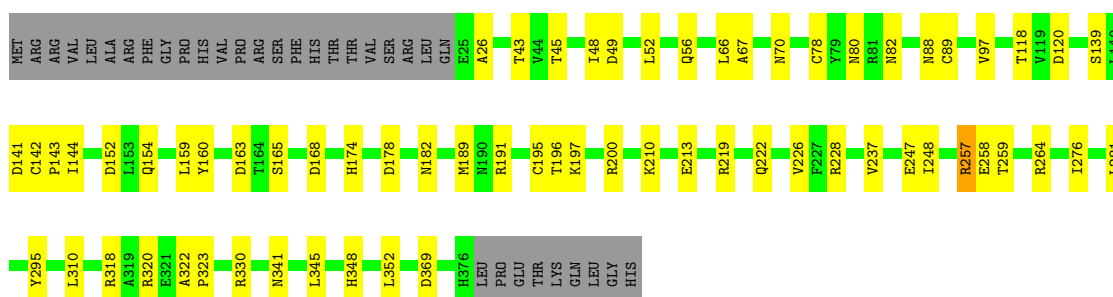 MET ARG ARG VAL LEU ALA ARG PHE GLY PRO HIS VAL PRO ARG SER PHE HIS THR THR VAL SER ARG LEU GLN E25 A26 T43 V44 T45 I48 D49 L52 Q56 L66 A67 N70 C78 Y79 N80 R81 N82 N88 C89 V97 T118 V119 D120 S139
D141 C142 P143 I144 D152 L153 Q154 L159 Y160 D163 T164 S165 D168 H174 D178 N182 M189 N190 R191 C195 T196 K197 R200 K210 E213 R219 Q222 V226 F227 R228 V237 E247 I248 R257 E258 T259 R264 I276
Y295 L310 R318 A319 R320 E321 A322 P323 R330 N341 L345 H348 L352 D369 H376 LEU PRO GLU THR LYS GLN LEU GLY HIS